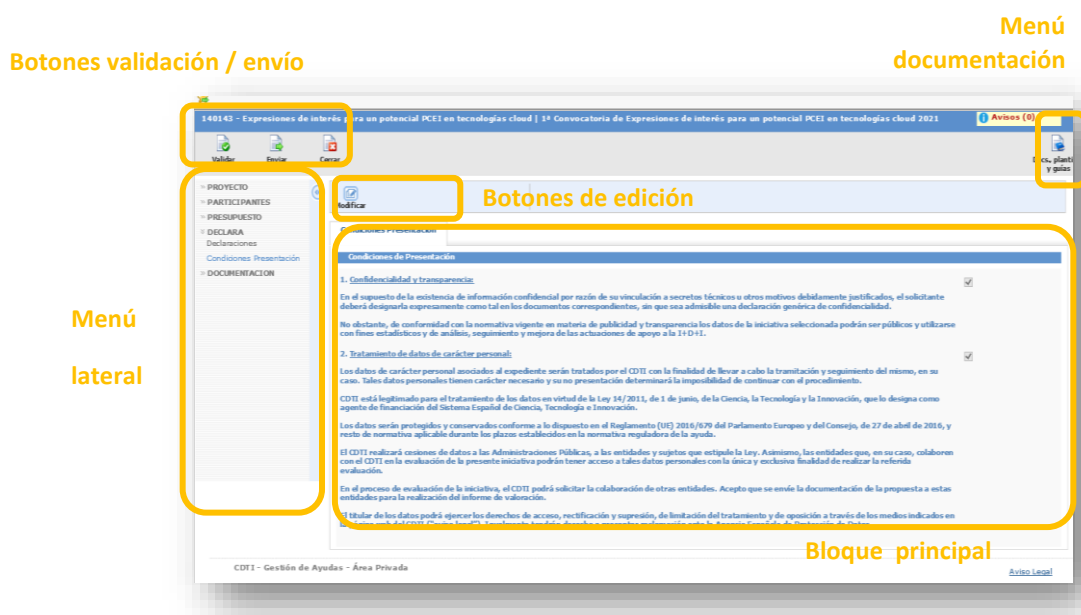 Menú
documentación
Botones validación / envío
140143 - Expresiones de interés para un potencial PCEI en tecnologías cloud | 1ª Convocatoria de Expresiones de interés para un potencial PCEI en tecnologías cloud 2021
Avisos (0)
Validar Enviar Cerrar
y guías
» PROYECTO
» PARTICIPANTES
» PRESUPUESTO
DECLARA
Declaraciones
Condiciones Presentación
» DOCUMENTACION
Modificar
Botones de edición
Condiciones Presentación
Condiciones de Presentación
1. Confidencialidad y transparencia:
En el supuesto de la existencia de información confidencial por razón de su vinculación a secretos técnicos u otros motivos debidamente justificados, el solicitante
deberá designarla expresamente como tal en los documentos correspondientes, sin que sea admisible una declaración genérica de confidencialidad.
No obstante, de conformidad con la normativa vigente en materia de publicidad y transparencia los datos de la iniciativa seleccionada podrán ser públicos y utilizarse
con fines estadísticos y de análisis, seguimiento y mejora de las actuaciones de apoyo a la I+D+I.
2. Tratamiento de datos de carácter personal:
Los datos de carácter personal asociados al expediente serán tratados por el CDTI con la finalidad de llevar a cabo la tramitación y seguimiento del mismo, en su
caso. Tales datos personales tienen carácter necesario y su no presentación determinará la imposibilidad de continuar con el procedimiento.
CDTI está legitimado para el tratamiento de los datos en virtud de la Ley 14/2011, de 1 de junio, de la Ciencia, la Tecnología y la Innovación, que lo designa como
agente de financiación del Sistema Español de Ciencia, Tecnología e Innovación.
Los datos serán protegidos y conservados conforme a lo dispuesto en el Reglamento (UE) 2016/679 del Parlamento Europeo y del Consejo, de 27 de abril de 2016, y
resto de normativa aplicable durante los plazos establecidos en la normativa reguladora de la ayuda.
El CDTI realizará cesiones de datos a las Administraciones Públicas, a las entidades y sujetos que estipule la Ley. Asimismo, las entidades que, en su caso, colaboren
con el CDTI en la evaluación de la presente iniciativa podrán tener acceso a tales datos personales con la única y exclusiva finalidad de realizar la referida
evaluación.
En el proceso de evaluación de la iniciativa, el CDTI podrá solicitar la colaboración de otras entidades. Acepto que se envíe la documentación de la propuesta a estas
entidades para la realización del informe de valoración.
El titular de los datos podrá ejercer los derechos de acceso, rectificación y supresión, de limitación del tratamiento y de oposición a través de los medios indicados en
Menú
lateral
Bloque principal
CDTI - Gestión de Ayudas - Área Privada
Aviso Legal